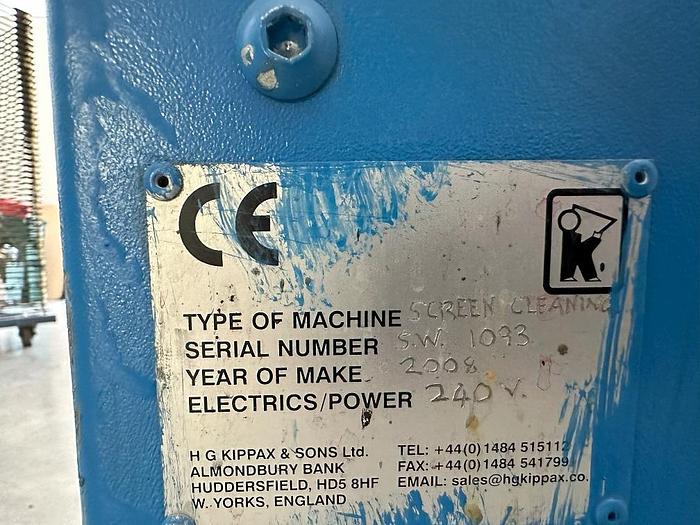 CE
K
TYPE OF MACHINE SCREEN CLEANING
SERIAL NUMBER S.W. 1093
YEAR OF MAKE 2008
ELECTRICS/POWER 240 V.
H G KIPPAX & SONS Ltd.
ALMONDBURY BANK
HUDDERSFIELD, HD5 8HF
W. YORKS, ENGLAND
TEL: +44(0)1484 515112
FAX: +44(0)1484 541799
EMAIL: sales@hgkippax.co.